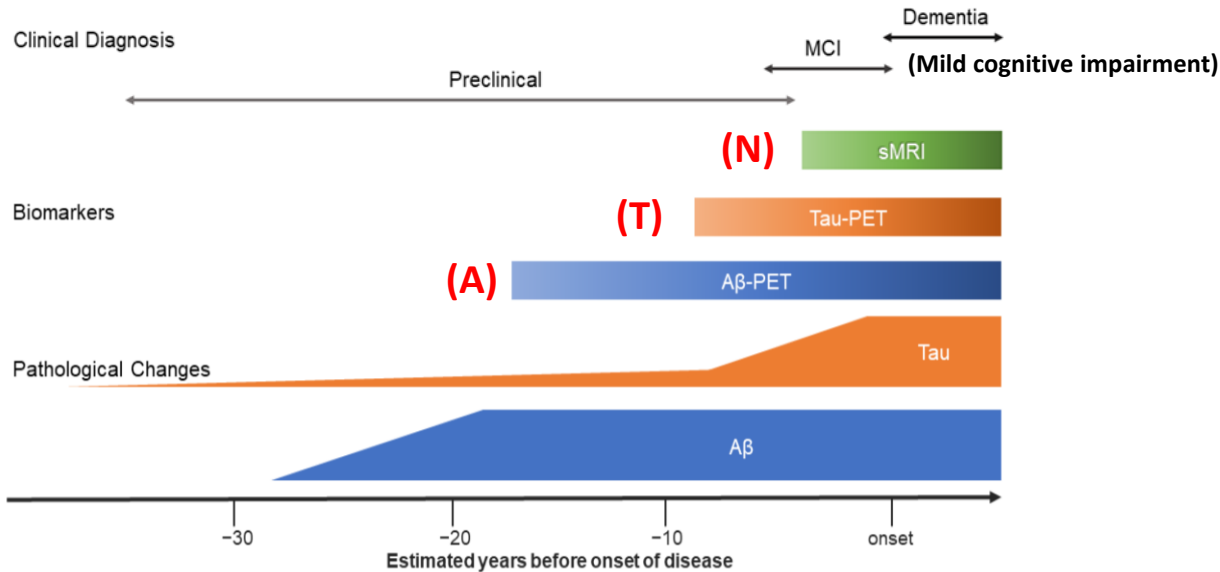 Dementia
Clinical Diagnosis
MCI
(Mild cognitive impairment)
Preclinical
(N)
sMRI
Biomarkers
(T)
Tau-PET
(A)
Aβ-PET
Pathological Changes
Tau
Aβ
−30
−20
−10
onset
Estimated years before onset of disease